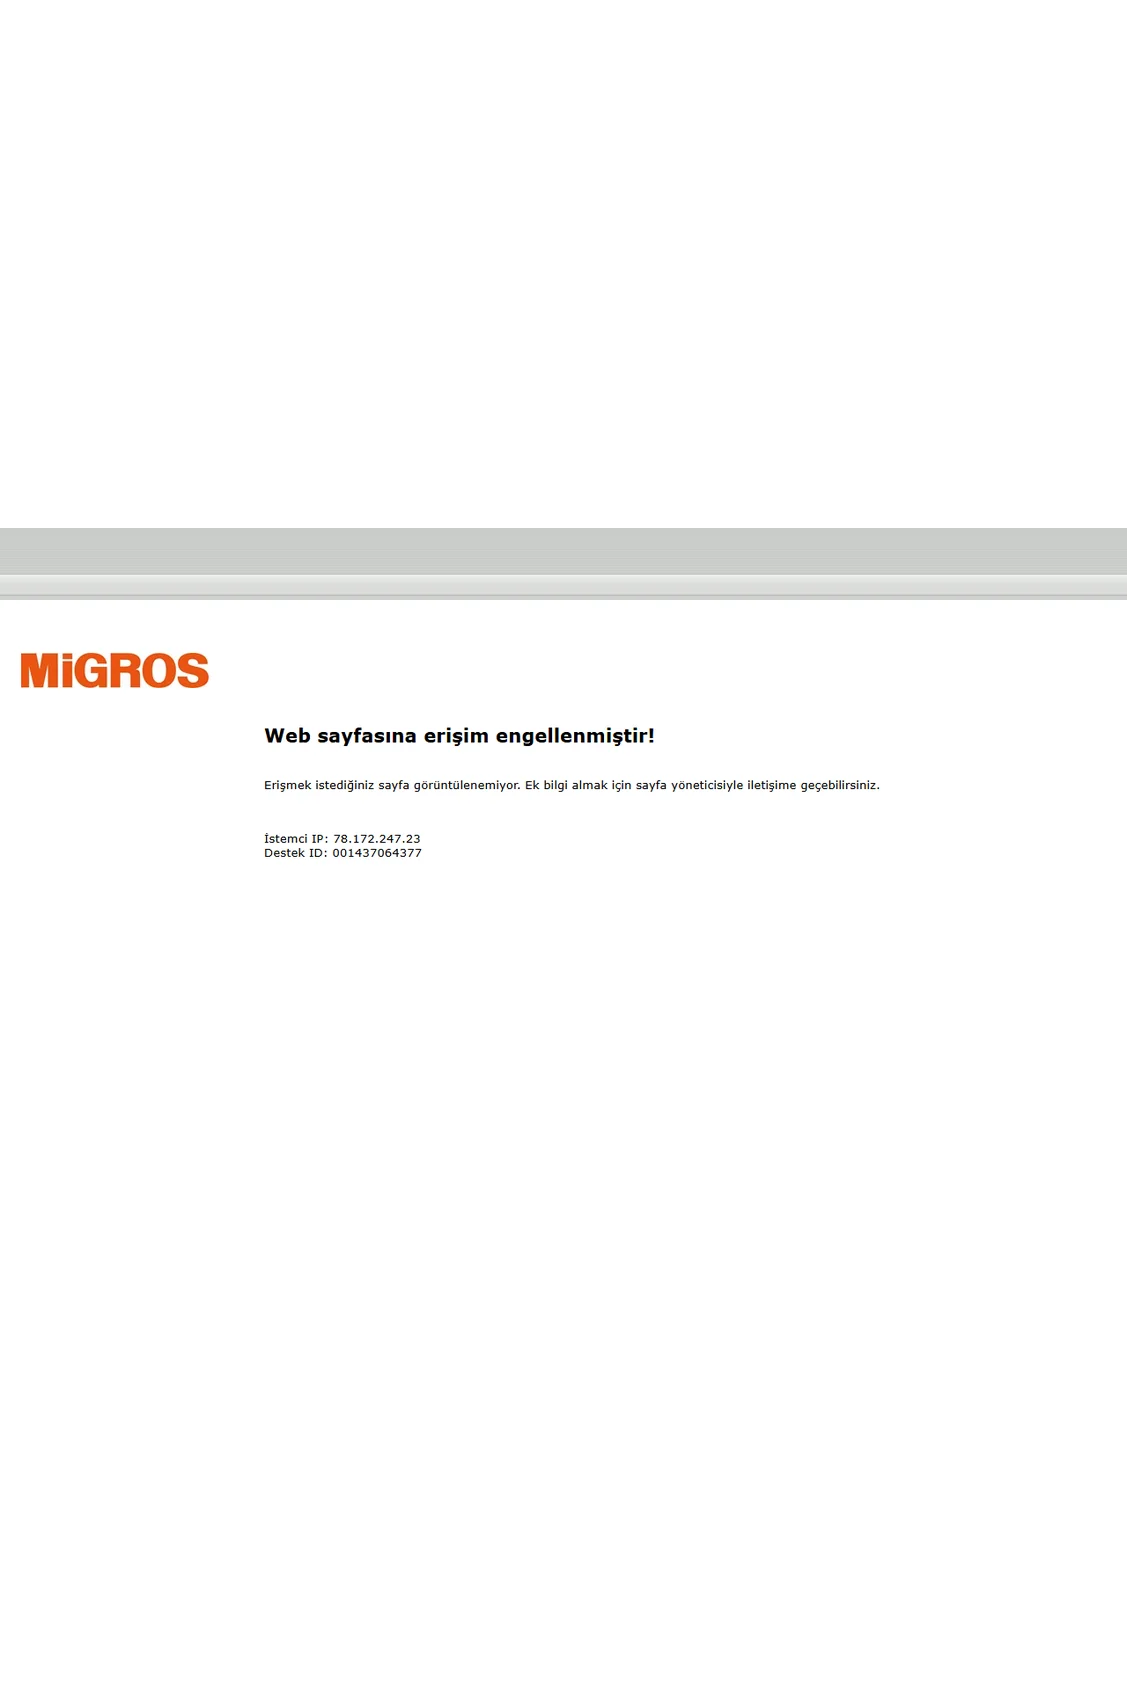 MiGROS
Web sayfasına erişim engellenmiştir!
Erişmek istediğiniz sayfa görüntülenemiyor. Ek bilgi almak için sayfa yöneticisiyle iletişime geçebilirsiniz.
İstemci IP: 78.172.247.23
Destek ID: 001437064377